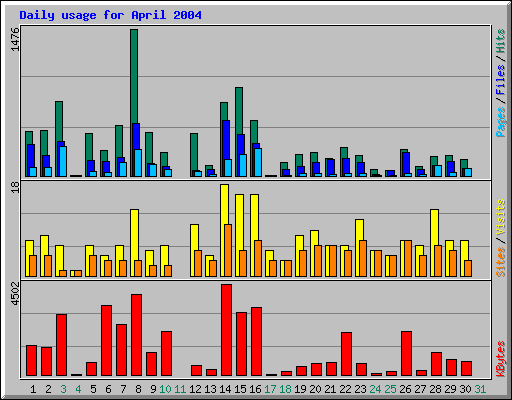 Daily usage for April 2004
1476
Pages / Files / Hits
18
Sites / Visits
4502
KBytes
1 2 3 4 5 6 7 8 9 10 11 12 13 14 15 16 17 18 19 20 21 22 23 24 25 26 27 28 29 30 31